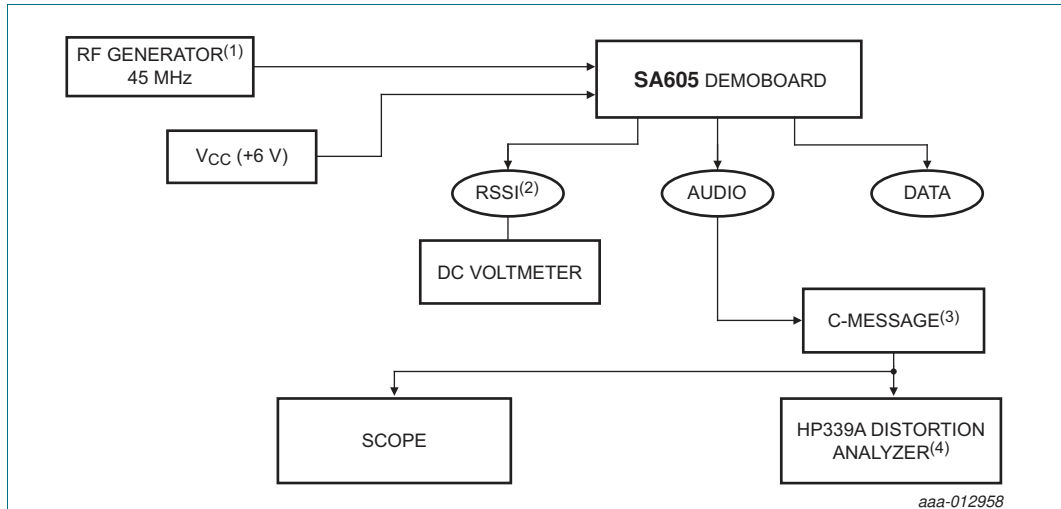 RF GENERATOR(1)
45 MHz
SA605 DEMOBOARD
VCC (+6 V)
RSSI(2)
AUDIO
DATA
DC VOLTMETER
C-MESSAGE(3)
SCOPE
HP339A DISTORTION
ANALYZER(4)
aaa-012958